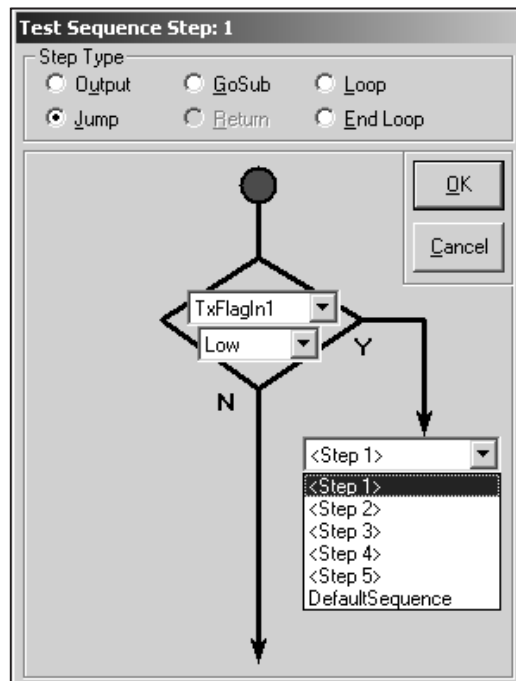 Test Sequence Step: 1
Step Type
Output
GoSub
Loop
Jump
Return
End Loop
OK
Cancel
TxFlagIn1
Low
Y
N
<Step 1>
<Step 1>
<Step 2>
<Step 3>
<Step 4>
<Step 5>
DefaultSequence